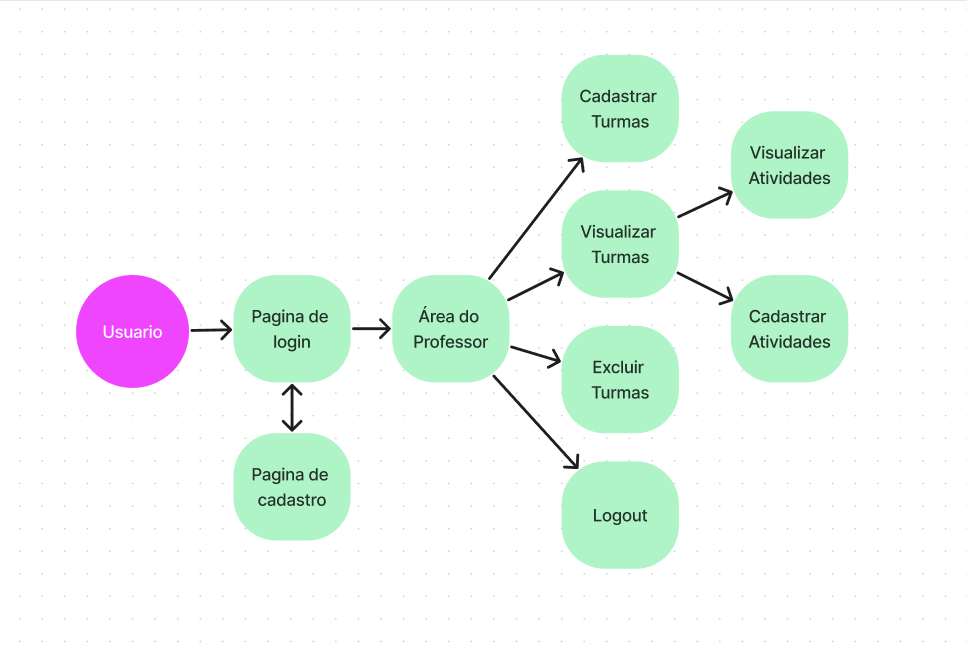 Usuario
Pagina de
login
Pagina de
cadastro
Área do
Professor
Cadastrar
Turmas
Visualizar
Turmas
Excluir
Turmas
Logout
Visualizar
Atividades
Cadastrar
Atividades